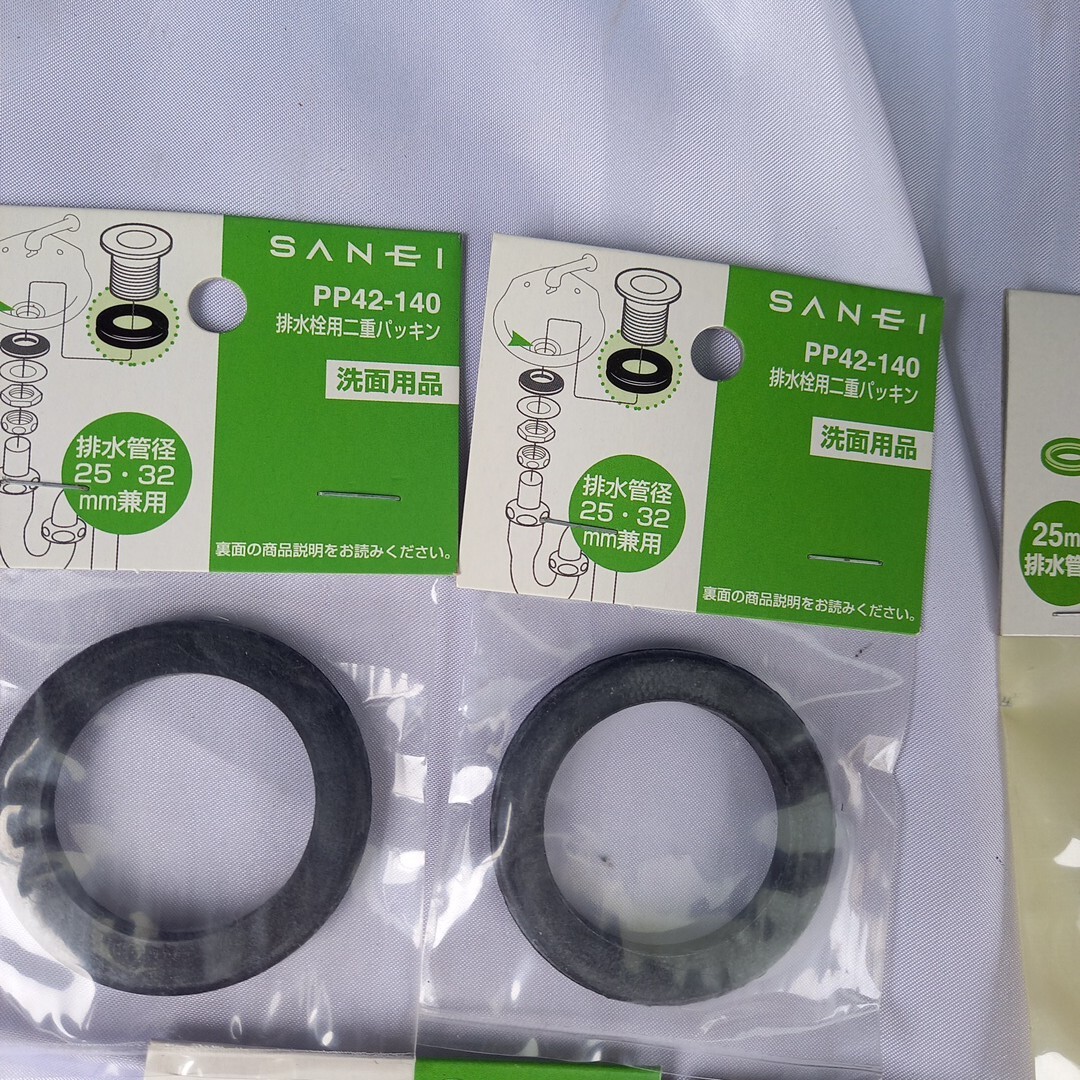 SANEI
PP42-140
排水栓用二重パッキン
洗面用品
排水管径
25・32
mm兼用
裏面の商品説明をお読みください。
SANEI
PP42-140
排水栓用二重パッキン
洗面用品
排水管径
25・32
mm兼用
裏面の商品説明をお読みください。
25m
排水管